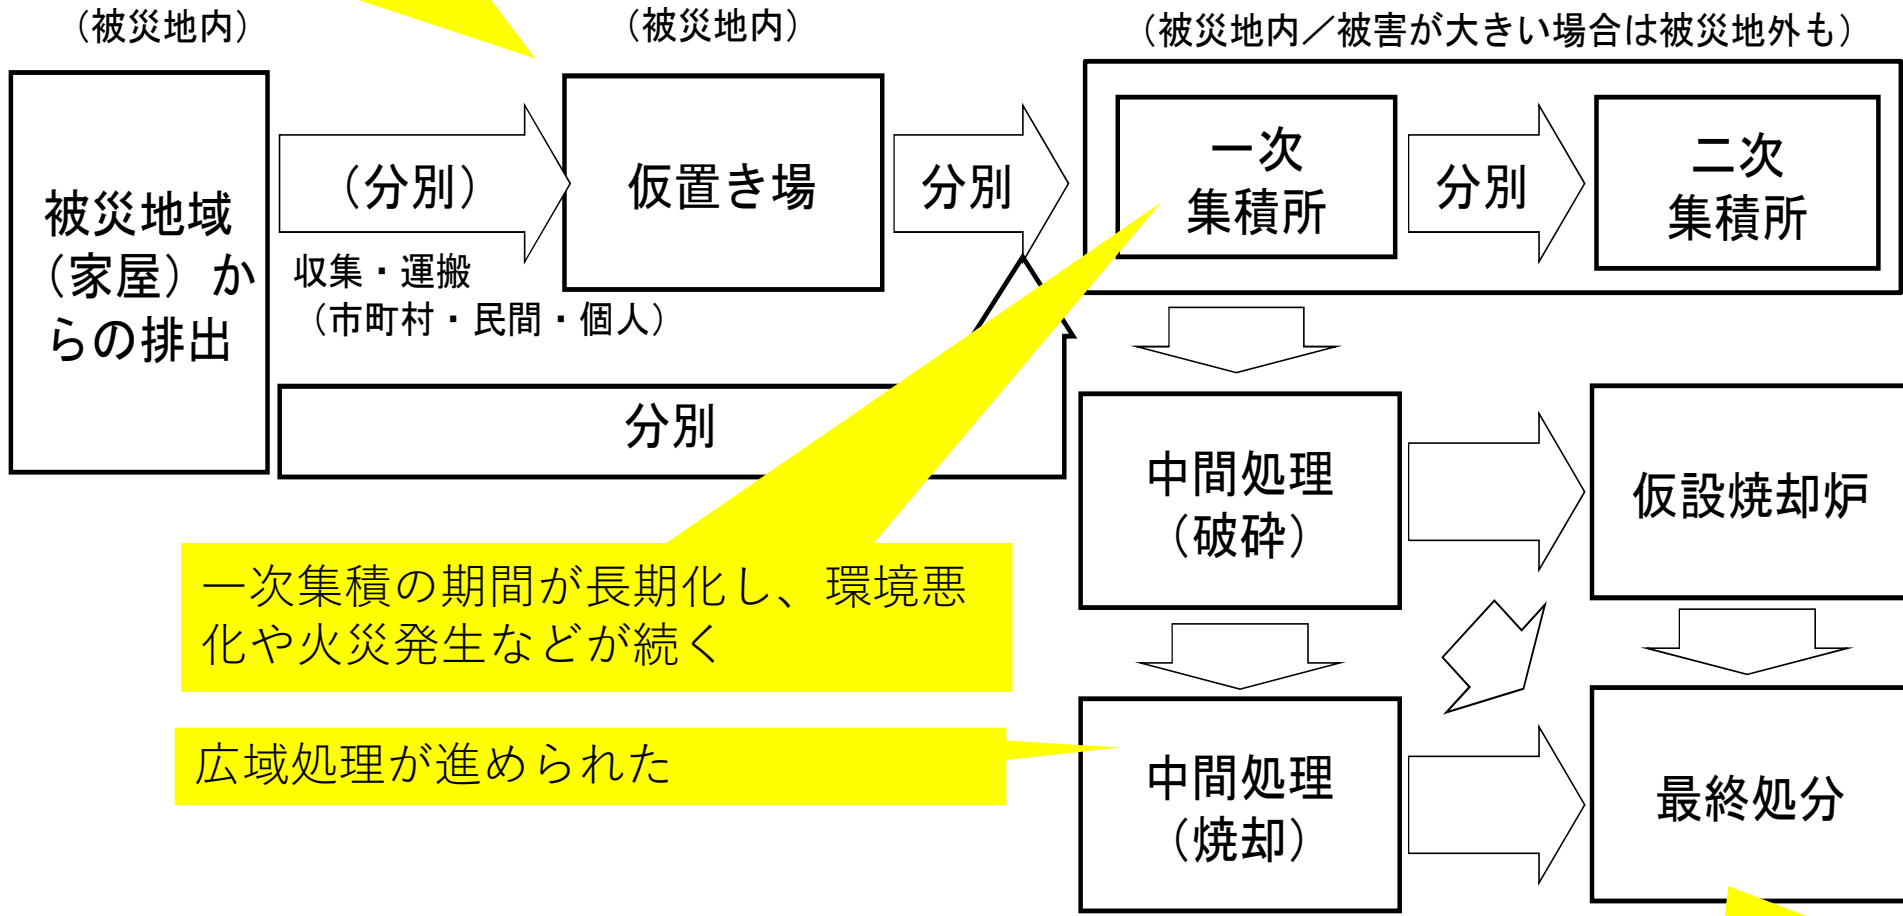 （被災地内）
（被災地内）
（被災地内／被害が大きい場合は被災地外も）
被災地域
（家屋）か
らの排出
（分別）
収集・運搬
（市町村・民間・個人）
仮置き場
分別
一次
集積所
分別
二次
集積所
分別
中間処理
（破砕）
仮設焼却炉
一次集積の期間が長期化し、環境悪
化や火災発生などが続く
広域処理が進められた
中間処理
（焼却）
最終処分